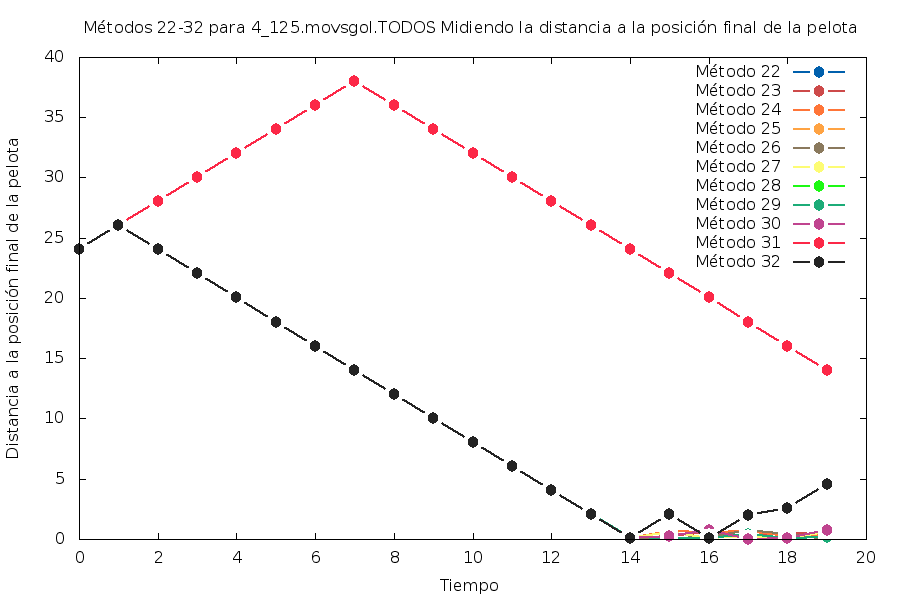 Métodos 22-32 para 4_125.movsgol.TODOS Midiendo la distancia a la posición final de la pelota
Distancia a la posición final de la pelota
40
35
30
25
20
15
10
5
0
Método 22
Método 23
Método 24
Método 25
Método 26
Método 27
Método 28
Método 29
Método 30
Método 31
Método 32
0 2 4 6 8 10 12 14 16 18 20
Tiempo